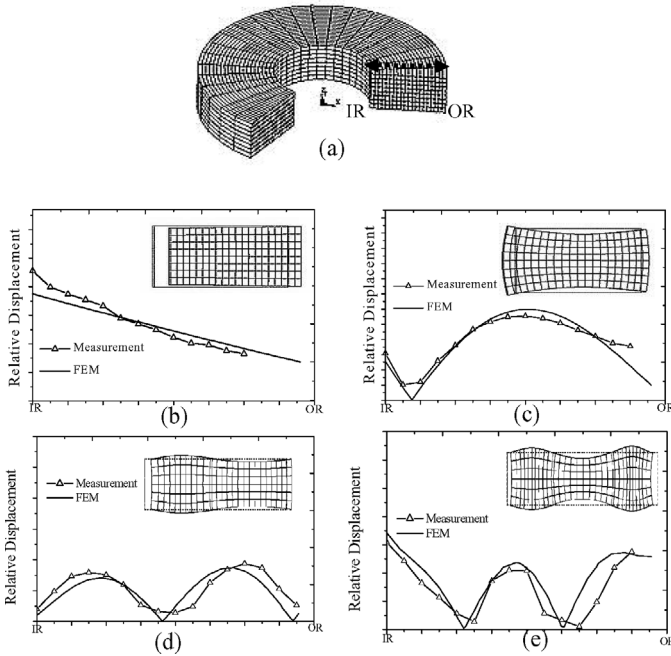 IR
OR
(a)
Relative Displacement
Measurement
FEM
IR
OR
(b)
Relative Displacement
Measurement
FEM
IR
OR
(c)
Relative Displacement
Measurement
FEM
IR
OR
(d)
Relative Displacement
Measurement
FEM
IR
OR
(e)